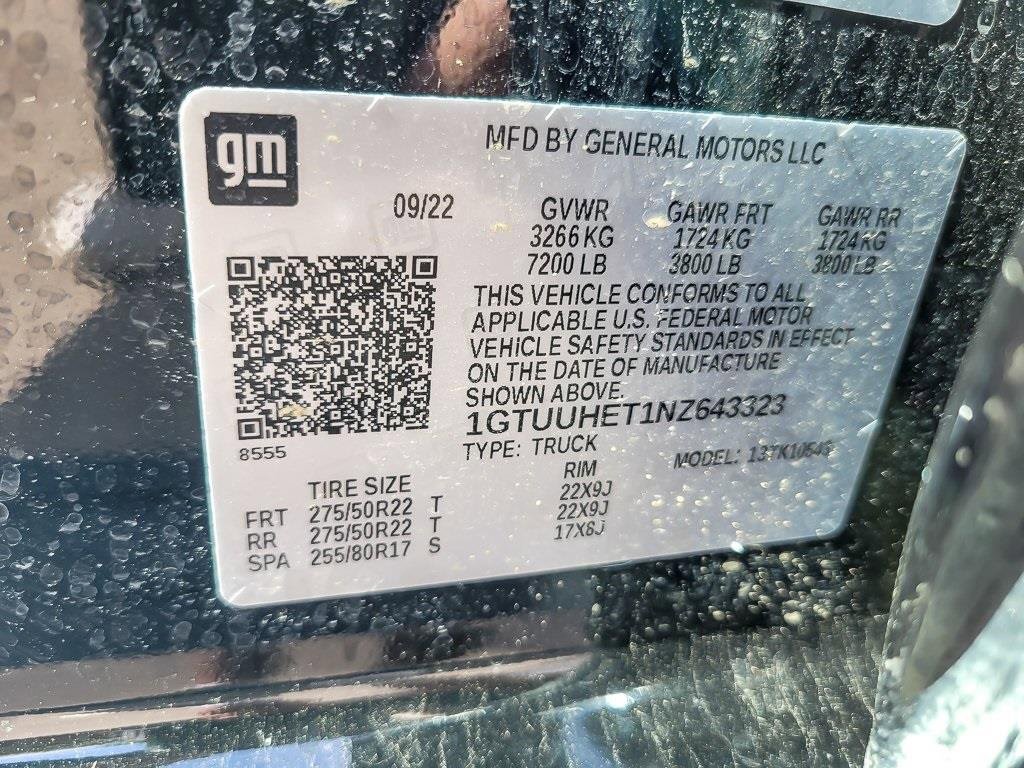 gm
MFD BY GENERAL MOTORS LLC
09/22 GVWR GAWR FRT GAWR RR
3266 KG 1724 KG 1724 KG
7200 LB 3800 LB 3800 LB
THIS VEHICLE CONFORMS TO ALL
APPLICABLE U.S. FEDERAL MOTOR
VEHICLE SAFETY STANDARDS IN EFFECT
ON THE DATE OF MANUFACTURE
SHOWN ABOVE.
1GTUUHET1NZ643323
8555
TYPE: TRUCK MODEL:
TIRE SIZE RIM
FRT 275/50R22 T 22X9J
RR 275/50R22 T 22X9J
SPA 255/80R17 S